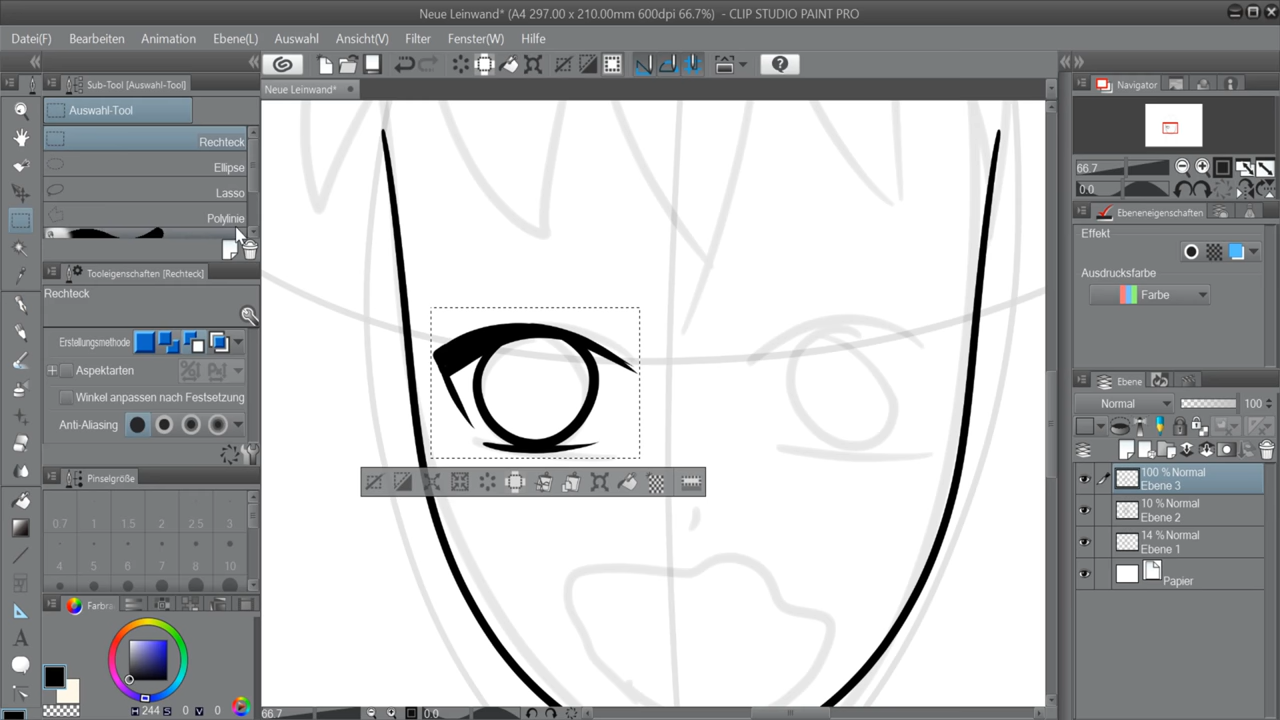 Neue Leinwand* (A4 297.00 x 210.00mm 600dpi 66.7%) - CLIP STUDIO PAINT PRO
Datei(F) Bearbeiten Animation Ebene(L) Auswahl Ansicht(V) Filter Fenster(W) Hilfe
Sub-Tool [Auswahl-Tool]
Neue Leinwand*
Navigator
Auswahl-Tool
Rechteck
Ellipse
Lasso
Polylinie
66.7
0.0
Ebeneneigenschaften
Effekt
Ausdrucksfarbe
Farbe
Tooleigenschaften [Rechteck]
Rechteck
Erstellungsmethode
Aspektarten
Winkel anpassen nach Festsetzung
Anti-Aliasing
Ebene
Normal 100
100 % Normal
Ebene 3
10 % Normal
Ebene 2
14 % Normal
Ebene 1
Papier
Pinselgröße
0.7 1 1.5 2 2.5 3
4 5 6 7 8 10
Farbra
H 244 S 0 V 0
66.7 0.0